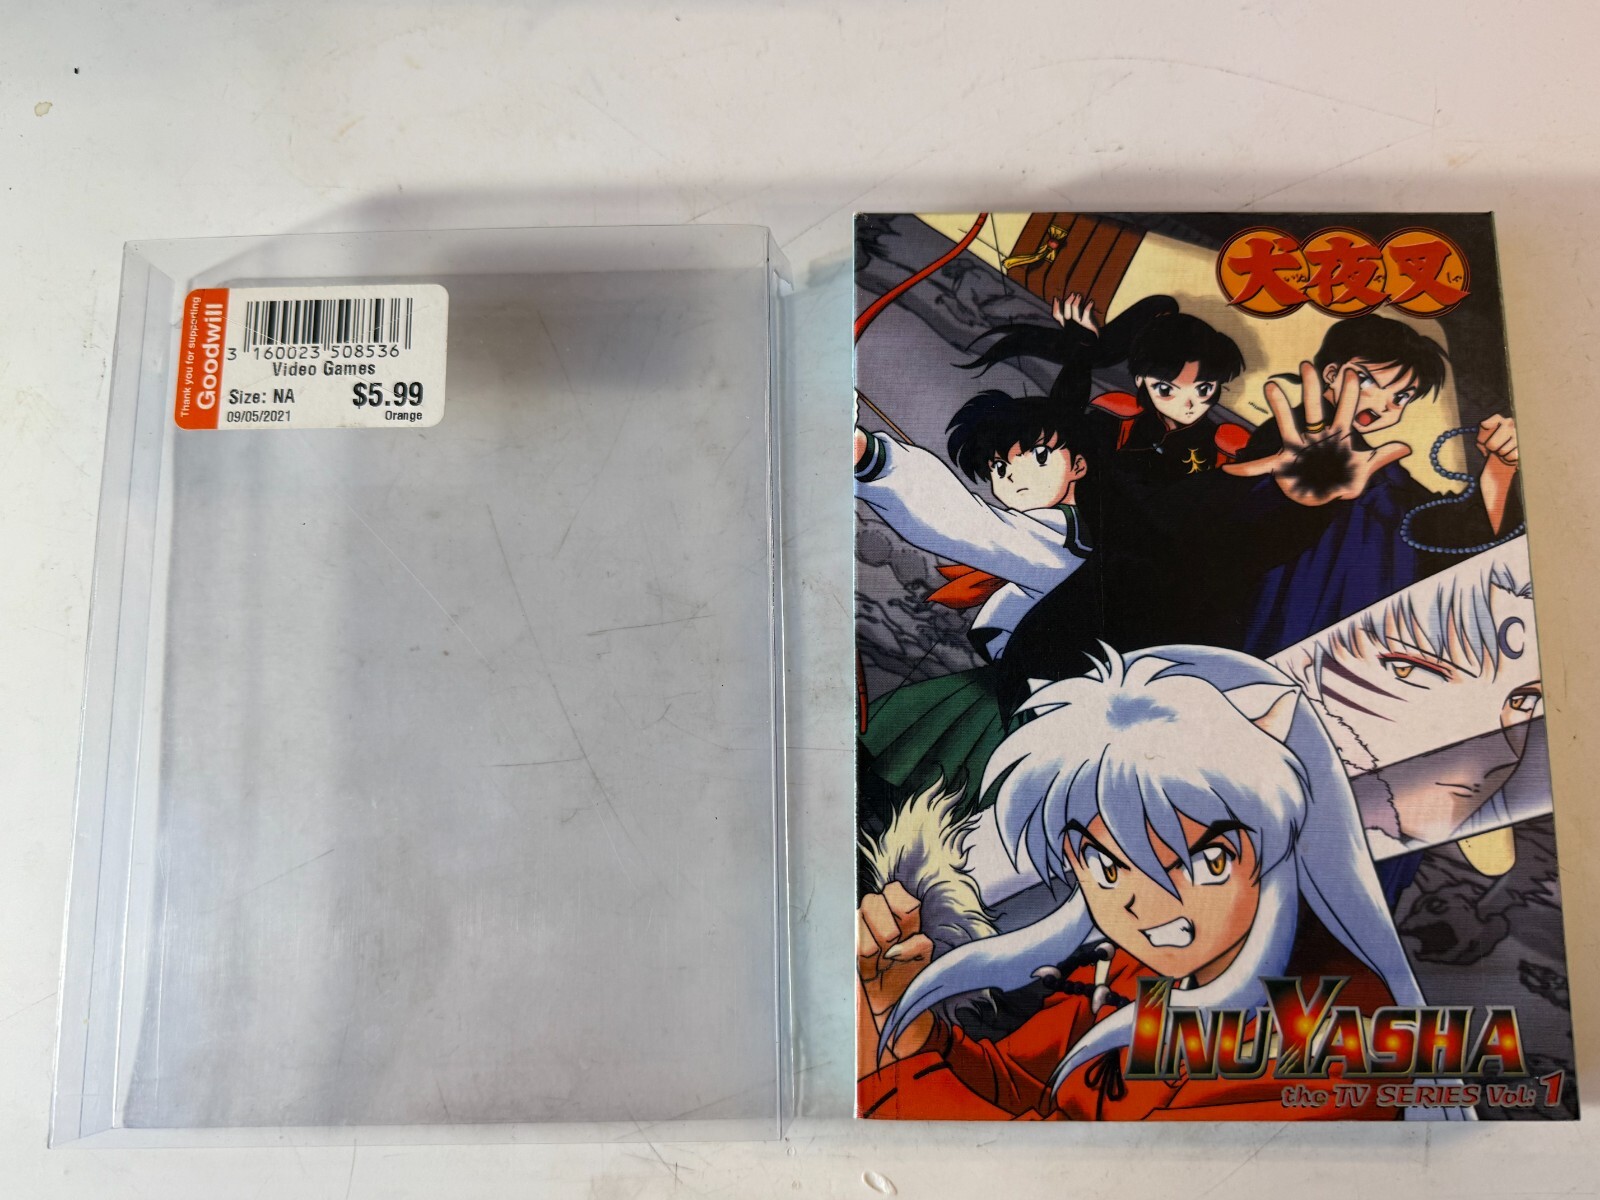 Thank you for supporting
Goodwill
3 160023 508536
Video Games
Size: NA $5.99
09/05/2021 Orange
犬夜叉
INUYASHA
the TV SERIES Vol: 1